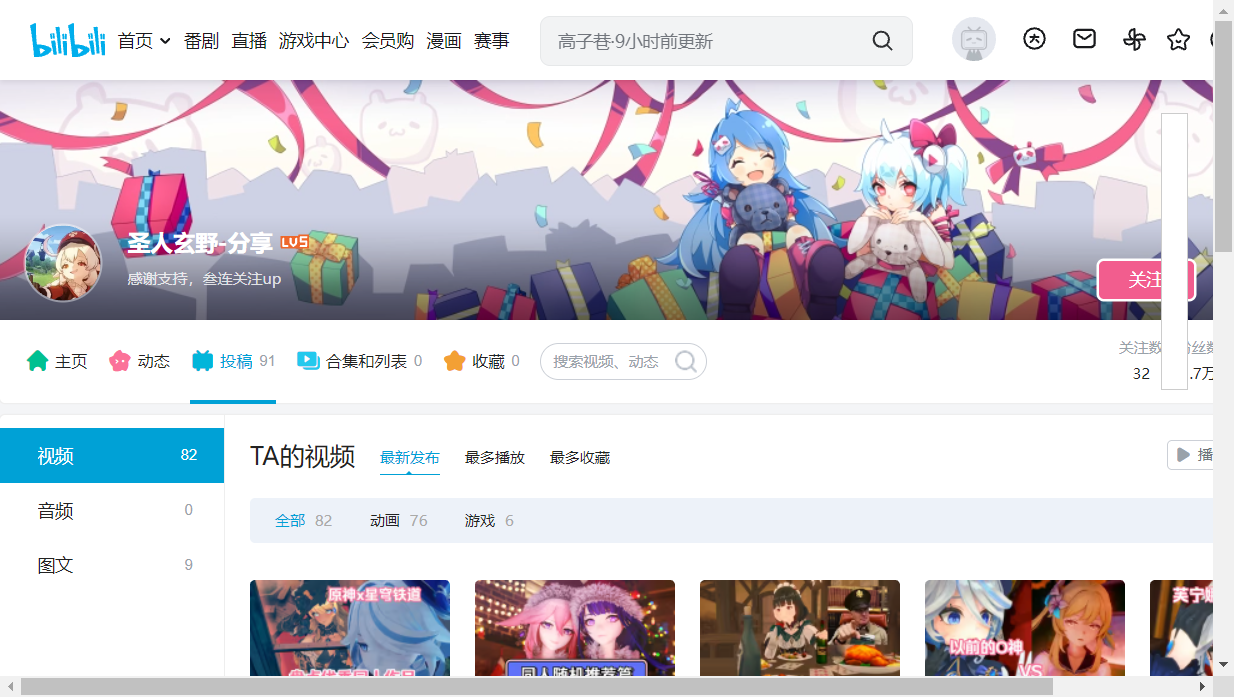 bilibili 首页 番剧 直播 游戏中心 会员购 漫画 赛事 高子巷·9小时前更新
圣人玄野-分享 LV5
感谢支持，叁连关注up
关注
主页 动态 投稿 91 合集和列表 0 收藏 0 搜索视频、动态
关注数 丝数
32 .7万
视频 82
音频 0
图文 9
TA的视频 最新发布 最多播放 最多收藏 播
全部 82 动画 76 游戏 6
原神x星穹铁道
同人随机推荐篇
以前的O神
VS
芙宁